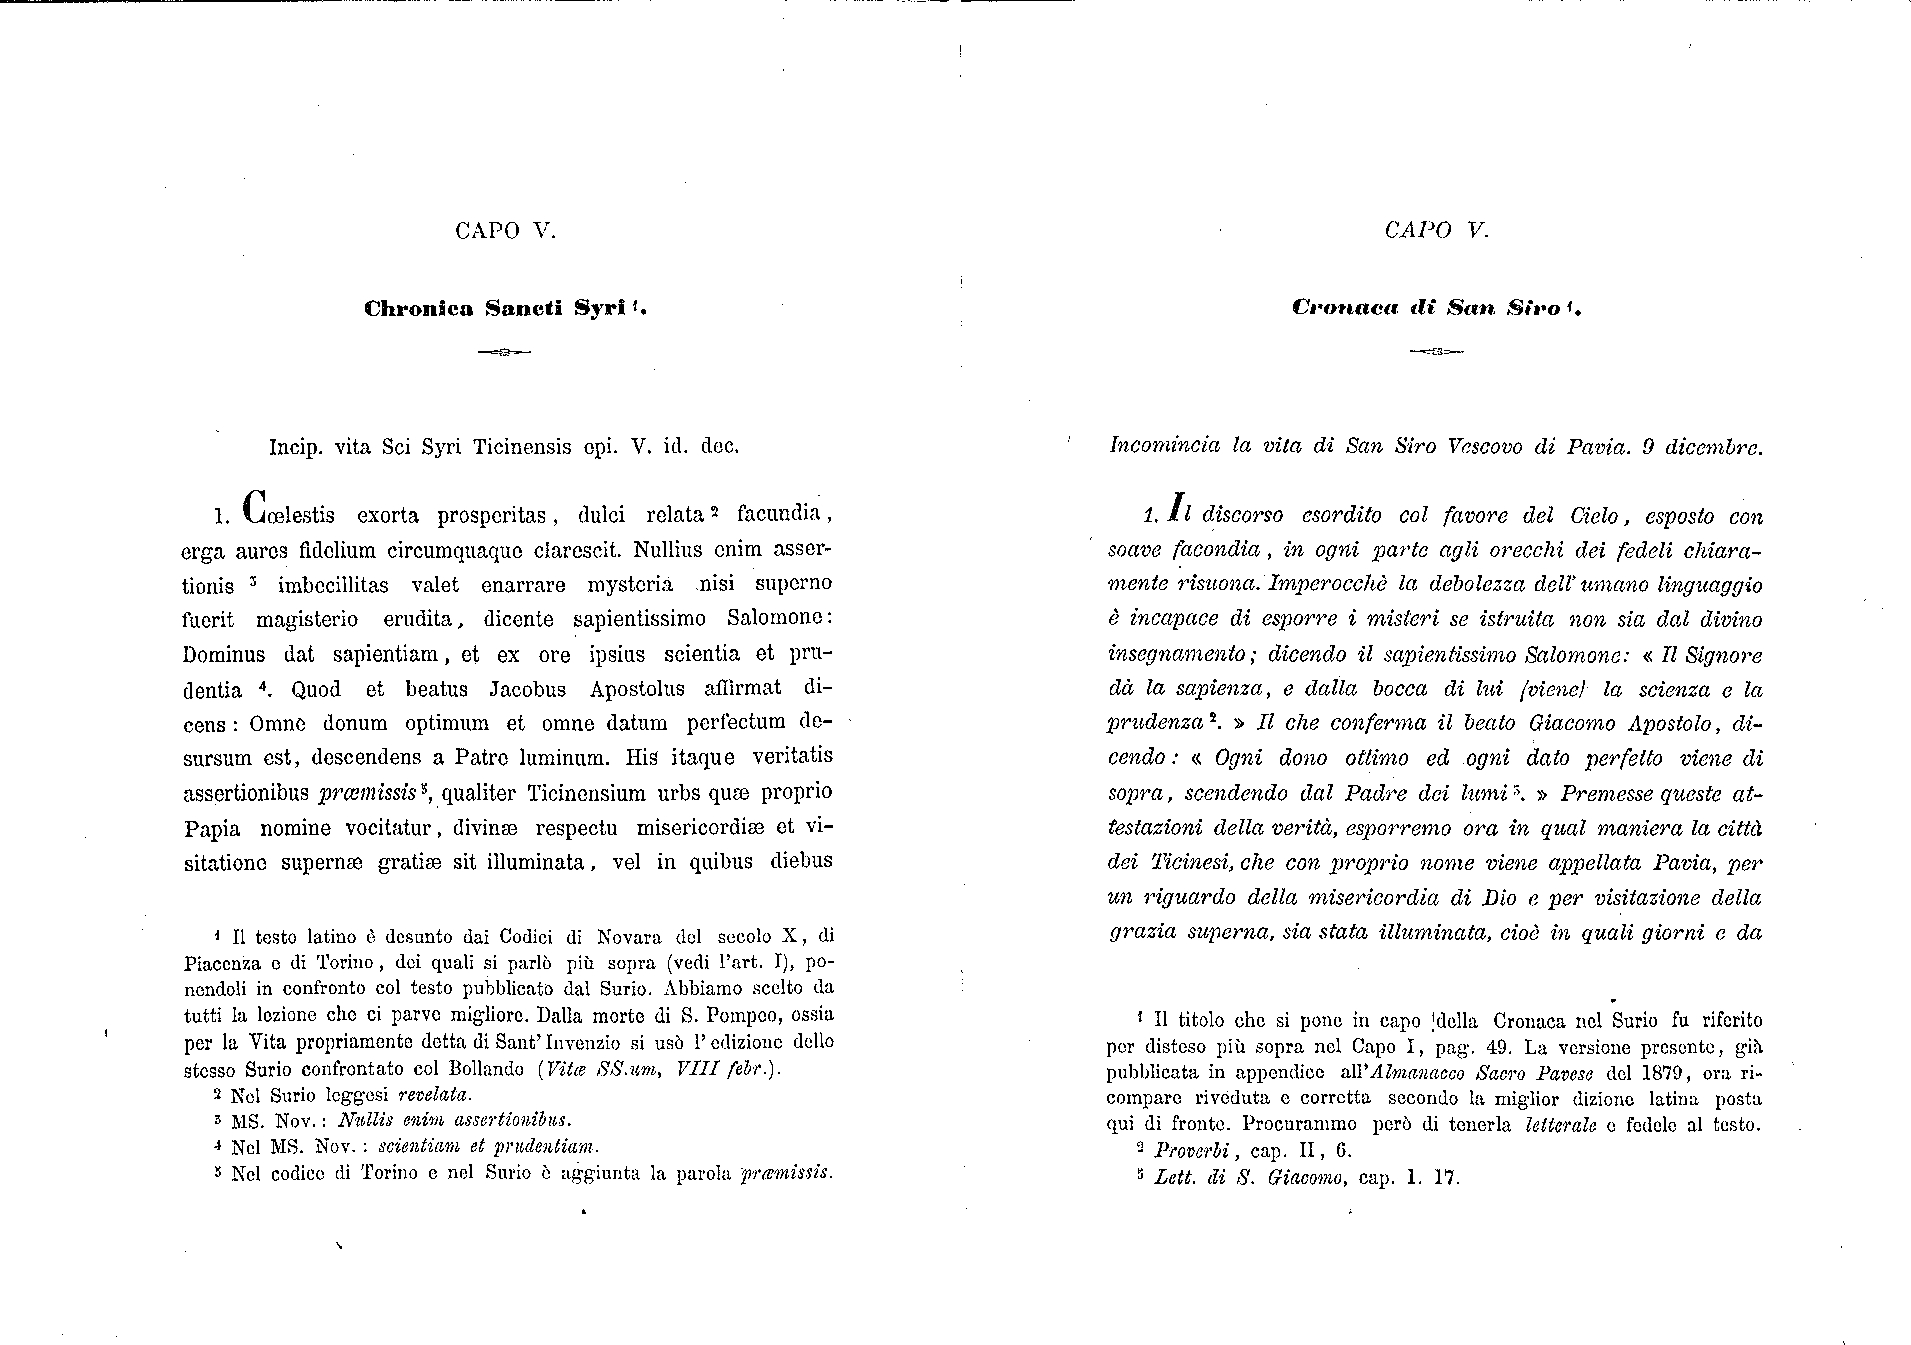 CAPO V.
Chronica Sancti Syri ¹.
Incip. vita Sci Syri Ticinensis epi. V. id. dec.
1. Cœlestis exorta prosperitas, dulci relata ² facundia,
erga aures fidelium circumquaque clarescit. Nullius enim asser-
tionis ³ imbecillitas valet enarrare mysteria nisi superno
fuerit magisterio erudita, dicente sapientissimo Salomone:
Dominus dat sapientiam, et ex ore ipsius scientia et pru-
dentia ⁴. Quod et beatus Jacobus Apostolus affirmat di-
cens: Omne donum optimum et omne datum perfectum de-
sursum est, descendens a Patre luminum. His itaque veritatis
assertionibus præmissis ⁵, qualiter Ticinensium urbs quæ proprio
Papia nomine vocitatur, divinæ respectu misericordiæ et vi-
sitatione supernæ gratiæ sit illuminata, vel in quibus diebus
¹ Il testo latino è desunto dai Codici di Novara del secolo X, di
Piacenza e di Torino, dei quali si parlò più sopra (vedi l'art. I), po-
nendoli in confronto col testo pubblicato dal Surio. Abbiamo scelto da
tutti la lezione che ci parve migliore. Dalla morte di S. Pompeo, ossia
per la Vita propriamente detta di Sant' Invenzio si usò l' edizione dello
stesso Surio confrontato col Bollando (Vitæ SS.um, VIII febr.).
² Nel Surio leggesi revelata.
³ MS. Nov.: Nullis enim assertionibus.
⁴ Nel MS. Nov.: scientiam et prudentiam.
⁵ Nel codice di Torino e nel Surio è aggiunta la parola præmissis.
CAPO V.
Cronaca di San Siro ¹.
Incomincia la vita di San Siro Vescovo di Pavia. 9 dicembre.
1. Il discorso esordito col favore del Cielo, esposto con
soave facondia, in ogni parte agli orecchi dei fedeli chiara-
mente risuona. Imperocchè la debolezza dell' umano linguaggio
è incapace di esporre i misteri se istruita non sia dal divino
insegnamento; dicendo il sapientissimo Salomone: « Il Signore
dà la sapienza, e dalla bocca di lui (viene) la scienza e la
prudenza ². » Il che conferma il beato Giacomo Apostolo, di-
cendo: « Ogni dono ottimo ed ogni dato perfetto viene di
sopra, scendendo dal Padre dei lumi ³. » Premesse queste at-
testazioni della verità, esporremo ora in qual maniera la città
dei Ticinesi, che con proprio nome viene appellata Pavia, per
un riguardo della misericordia di Dio e per visitazione della
grazia superna, sia stata illuminata, cioè in quali giorni e da
¹ Il titolo che si pone in capo della Cronaca nel Surio fu riferito
per disteso più sopra nel Capo I, pag. 49. La versione presente, già
pubblicata in appendice all'Almanacco Sacro Pavese del 1879, ora ri-
compare riveduta e corretta secondo la miglior dizione latina posta
qui di fronte. Procurammo però di tenerla letterale e fedele al testo.
² Proverbi, cap. II, 6.
³ Lett. di S. Giacomo, cap. 1. 17.